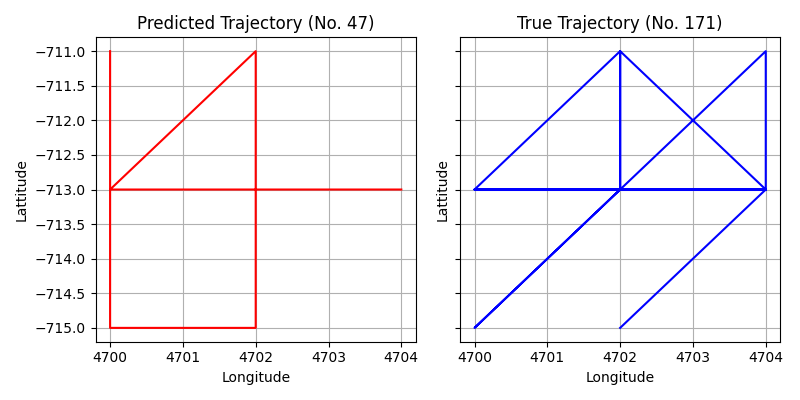 Predicted Trajectory (No. 47)
True Trajectory (No. 171)
−711.0
−711.5
−712.0
−712.5
−713.0
−713.5
−714.0
−714.5
−715.0
Lattitude
Lattitude
4700 4701 4702 4703 4704
4700 4701 4702 4703 4704
Longitude
Longitude